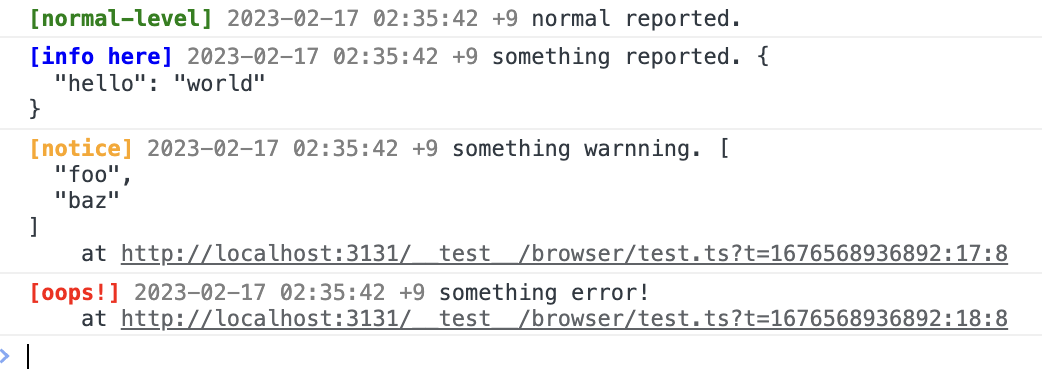 [normal-level] 2023-02-17 02:35:42 +9 normal reported.
[info here] 2023-02-17 02:35:42 +9 something reported. {
  "hello": "world"
}
[notice] 2023-02-17 02:35:42 +9 something warnning. [
  "foo",
  "baz"
]
    at http://localhost:3131/__test__/browser/test.ts?t=1676568936892:17:8
[oops!] 2023-02-17 02:35:42 +9 something error!
    at http://localhost:3131/__test__/browser/test.ts?t=1676568936892:18:8